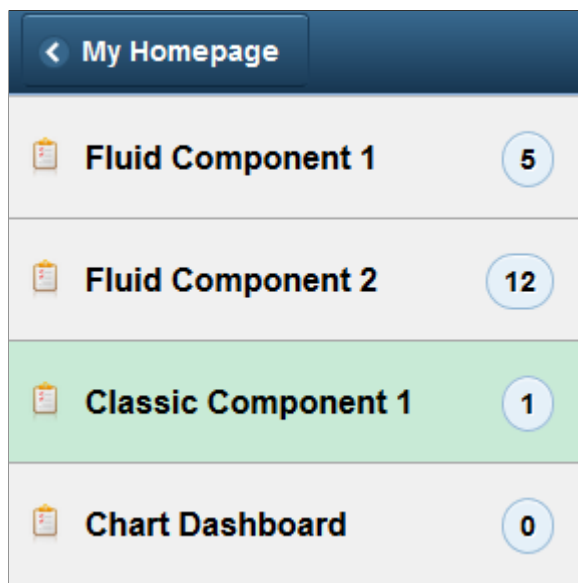 My Homepage
Fluid Component 1 5
Fluid Component 2 12
Classic Component 1 1
Chart Dashboard 0